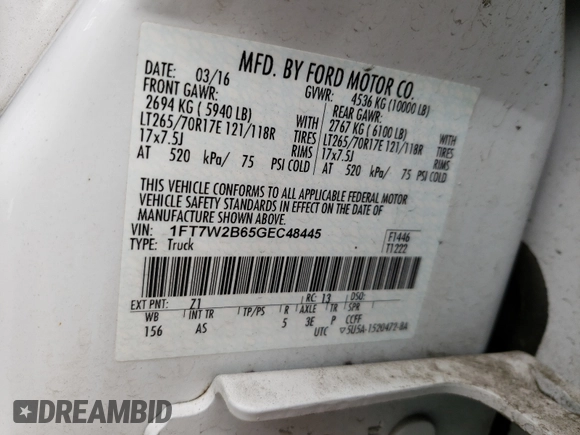 MFD. BY FORD MOTOR CO.
DATE: 03/16 GVWR: 4536 KG (10000 LB)
FRONT GAWR: REAR GAWR:
2694 KG ( 5940 LB) WITH 2767 KG ( 6100 LB) WITH
LT265/70R17E 121/118R TIRES LT265/70R17E 121/118R TIRES
17x7.5J RIMS 17x7.5J RIMS
AT 520 kPa/ 75 PSI COLD AT 520 kPa/ 75 PSI COLD
THIS VEHICLE CONFORMS TO ALL APPLICABLE FEDERAL MOTOR
VEHICLE SAFETY STANDARDS IN EFFECT ON THE DATE OF
MANUFACTURE SHOWN ABOVE.
VIN: 1FT7W2B65GEC48445 F1446
TYPE: Truck T1222
EXT PNT: Z1 RC: 13 DSO:
WB INT TR TP/PS R AXLE TR SPR
156 AS 5 3E P CCFF
UTC 5U5A-1520472-BA
DREAMBID